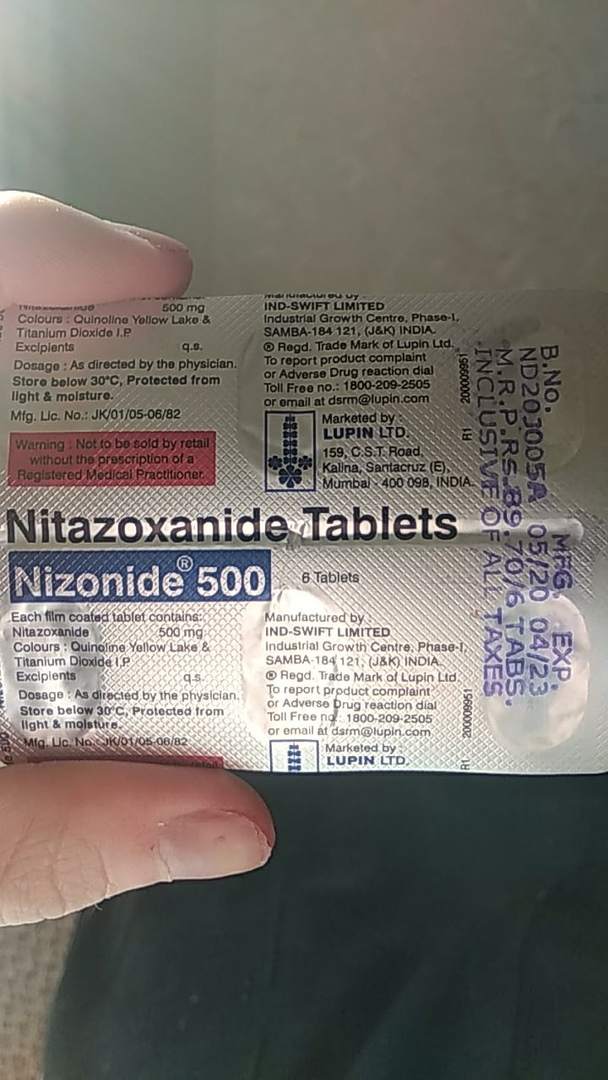 500 mg
Colours : Quinoline Yellow Lake &
Titanium Dioxide I.P
Excipients q.s.
Dosage : As directed by the physician.
Store below 30°C, Protected from
light & moisture.
Mfg. Lic. No.: JK/01/05-06/82
Warning : Not to be sold by retail
without the prescription of a
Registered Medical Practitioner.
Manufactured by
IND-SWIFT LIMITED
Industrial Growth Centre, Phase-I,
SAMBA-184 121, (J&K) INDIA.
® Regd. Trade Mark of Lupin Ltd.
To report product complaint
or Adverse Drug reaction dial
Toll Free no.: 1800-209-2505
or email at dsrm@lupin.com
Marketed by :
LUPIN LTD.
159, C.S.T. Road,
Kalina, Santacruz (E),
Mumbai - 400 098, INDIA.
R1 200009951
Nitazoxanide Tablets
Nizonide® 500
6 Tablets
Each film coated tablet contains:
Nitazoxanide 500 mg
Colours : Quinoline Yellow Lake &
Titanium Dioxide I.P
Excipients q.s.
Dosage : As directed by the physician.
Store below 30°C, Protected from
light & moisture.
Mfg. Lic. No.: JK/01/05-06/82
Manufactured by
IND-SWIFT LIMITED
Industrial Growth Centre, Phase-I,
SAMBA-184 121, (J&K) INDIA.
® Regd. Trade Mark of Lupin Ltd.
To report product complaint
or Adverse Drug reaction dial
Toll Free no.: 1800-209-2505
or email at dsrm@lupin.com
Marketed by
LUPIN LTD.
R1 200009951
B.No. MFG. EXP.
ND203005A 05/20 04/23
M.R.P.RS.89.70/6 TABS.
INCLUSIVE OF ALL TAXES